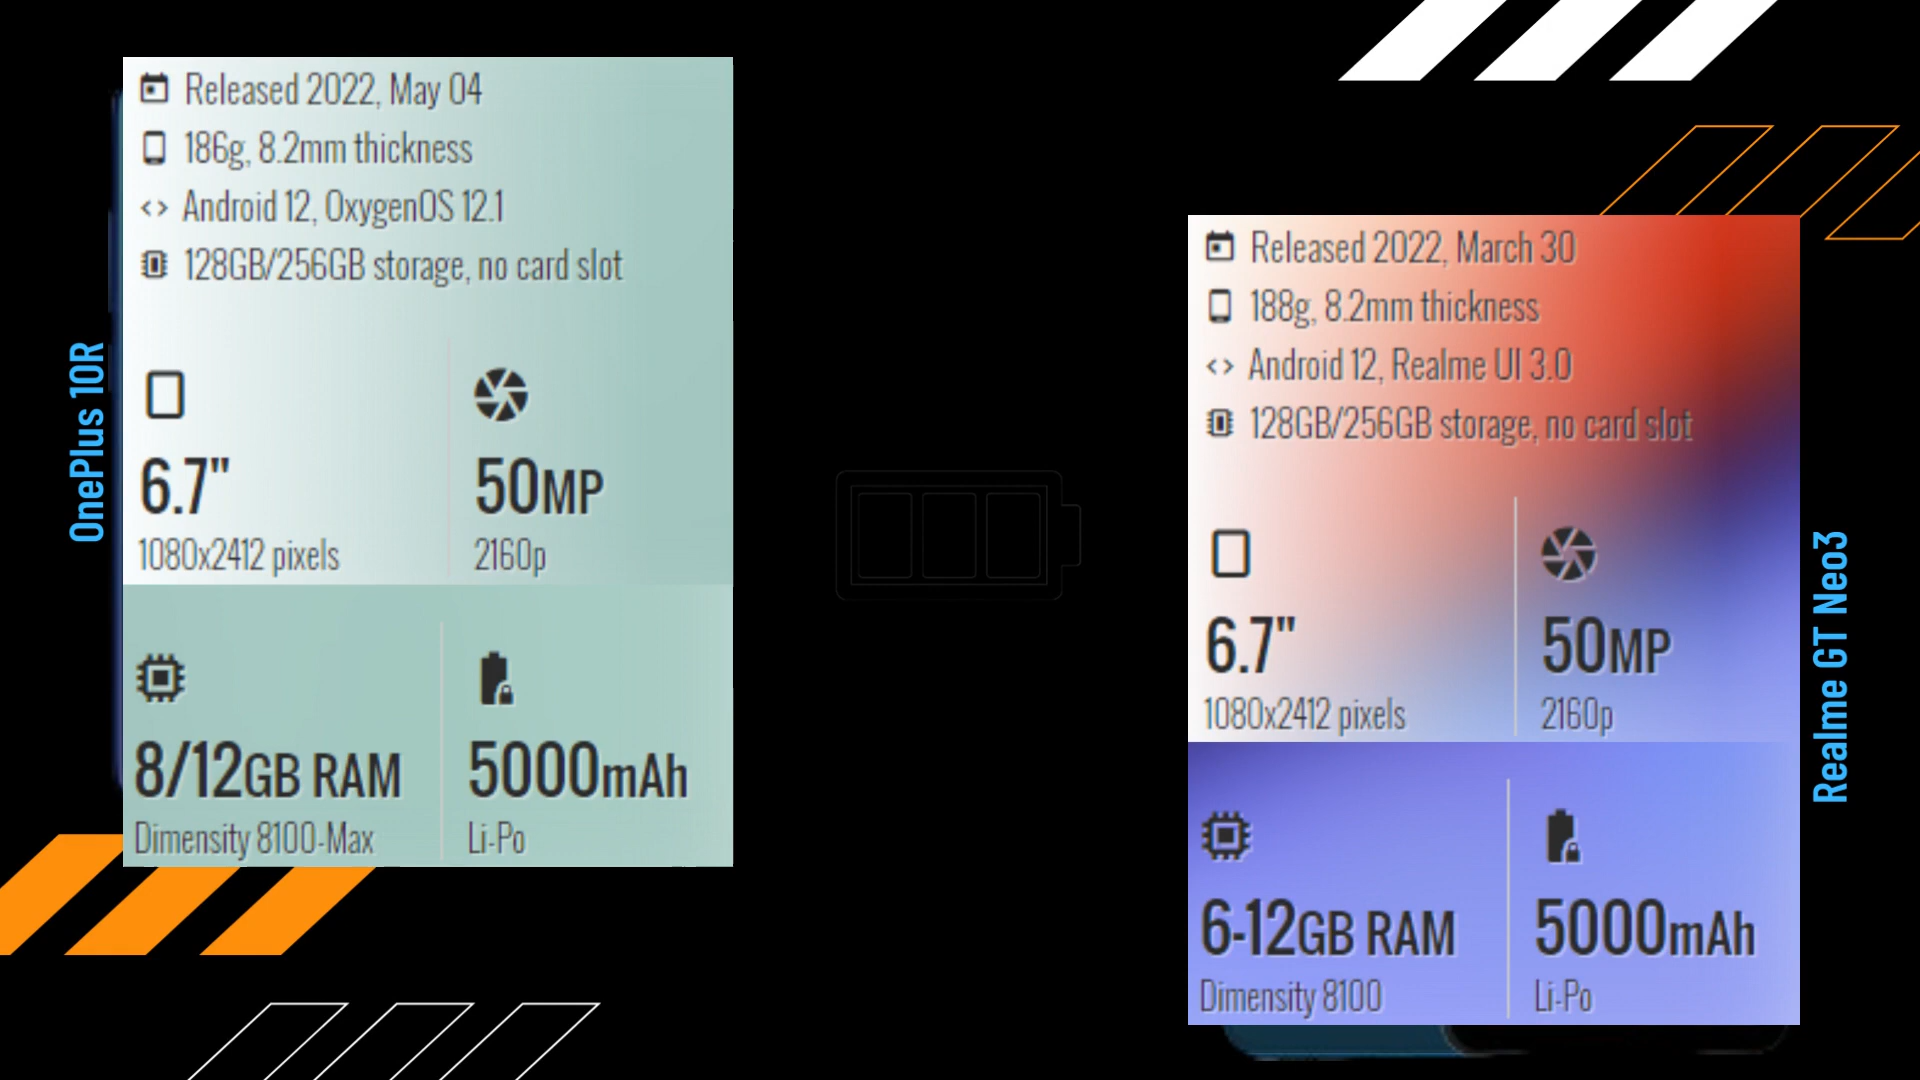 OnePlus 10R
Released 2022, May 04
186g, 8.2mm thickness
Android 12, OxygenOS 12.1
128GB/256GB storage, no card slot
6.7"
1080x2412 pixels
50MP
2160p
8/12GB RAM
Dimensity 8100-Max
5000mAh
Li-Po
Released 2022, March 30
188g, 8.2mm thickness
Android 12, Realme UI 3.0
128GB/256GB storage, no card slot
6.7"
1080x2412 pixels
50MP
2160p
6-12GB RAM
Dimensity 8100
5000mAh
Li-Po
Realme GT Neo3